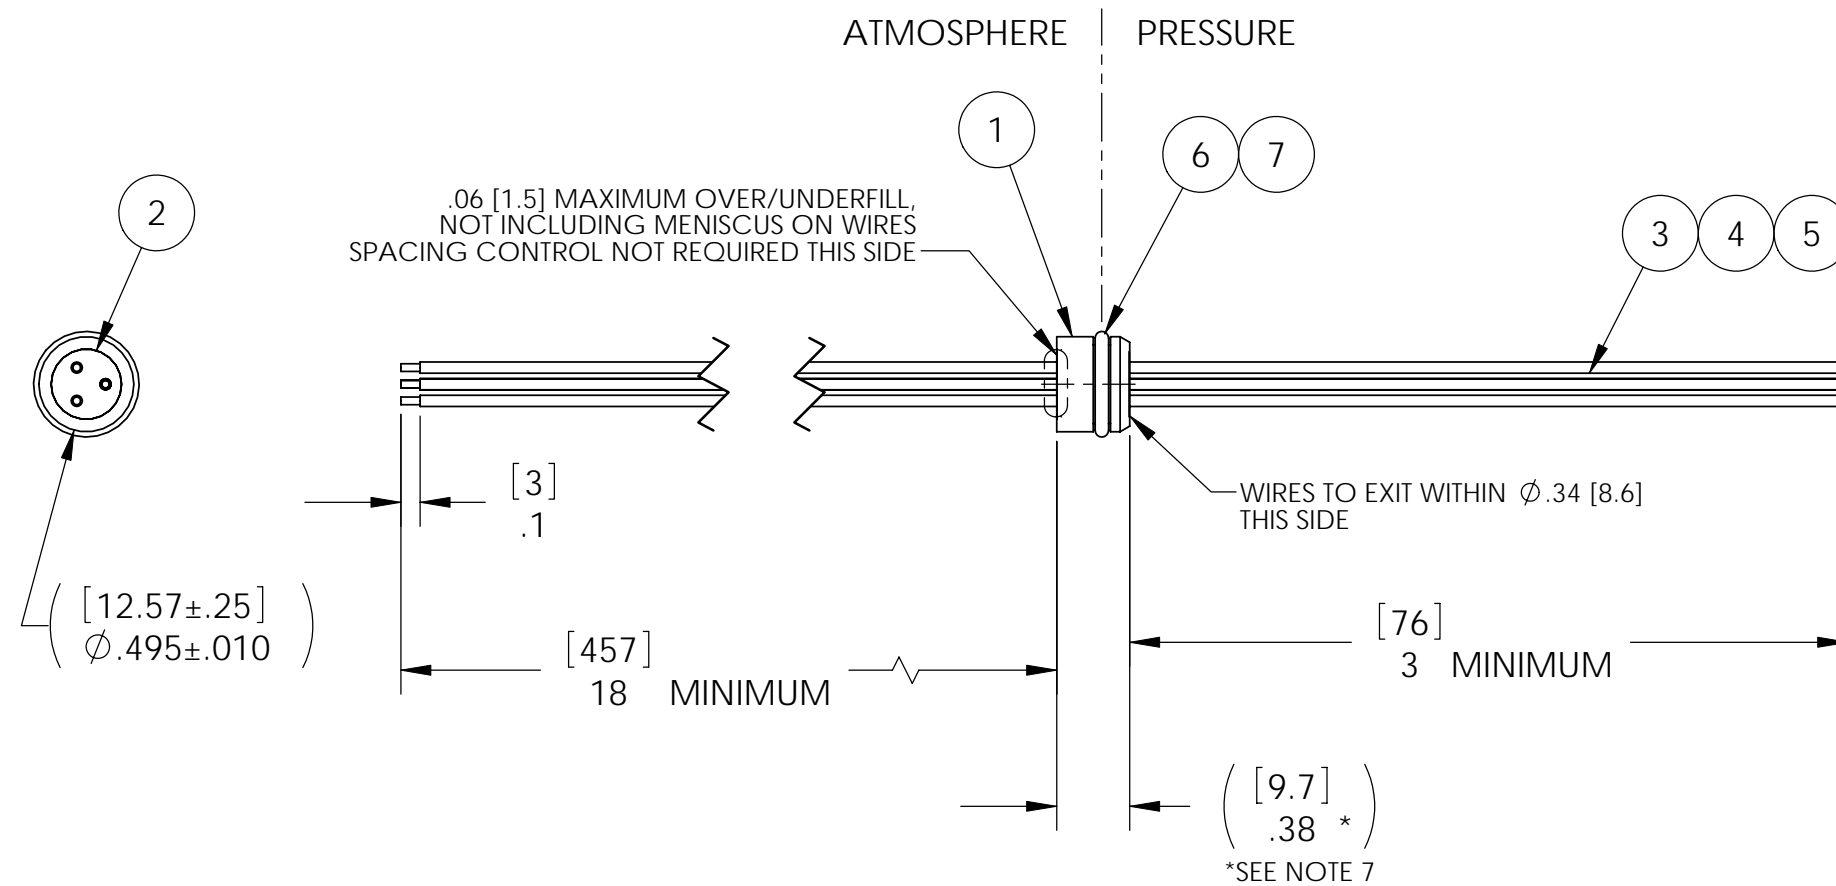 ATMOSPHERE PRESSURE
1
6 7
2
.06 [1.5] MAXIMUM OVER/UNDERFILL,
NOT INCLUDING MENISCUS ON WIRES
SPACING CONTROL NOT REQUIRED THIS SIDE
3 4 5
[3]
.1
WIRES TO EXIT WITHIN ∅.34 [8.6]
THIS SIDE
([12.57±.25]
∅.495±.010)
[457]
18 MINIMUM
[76]
3 MINIMUM
([9.7]
.38 *)
*SEE NOTE 7